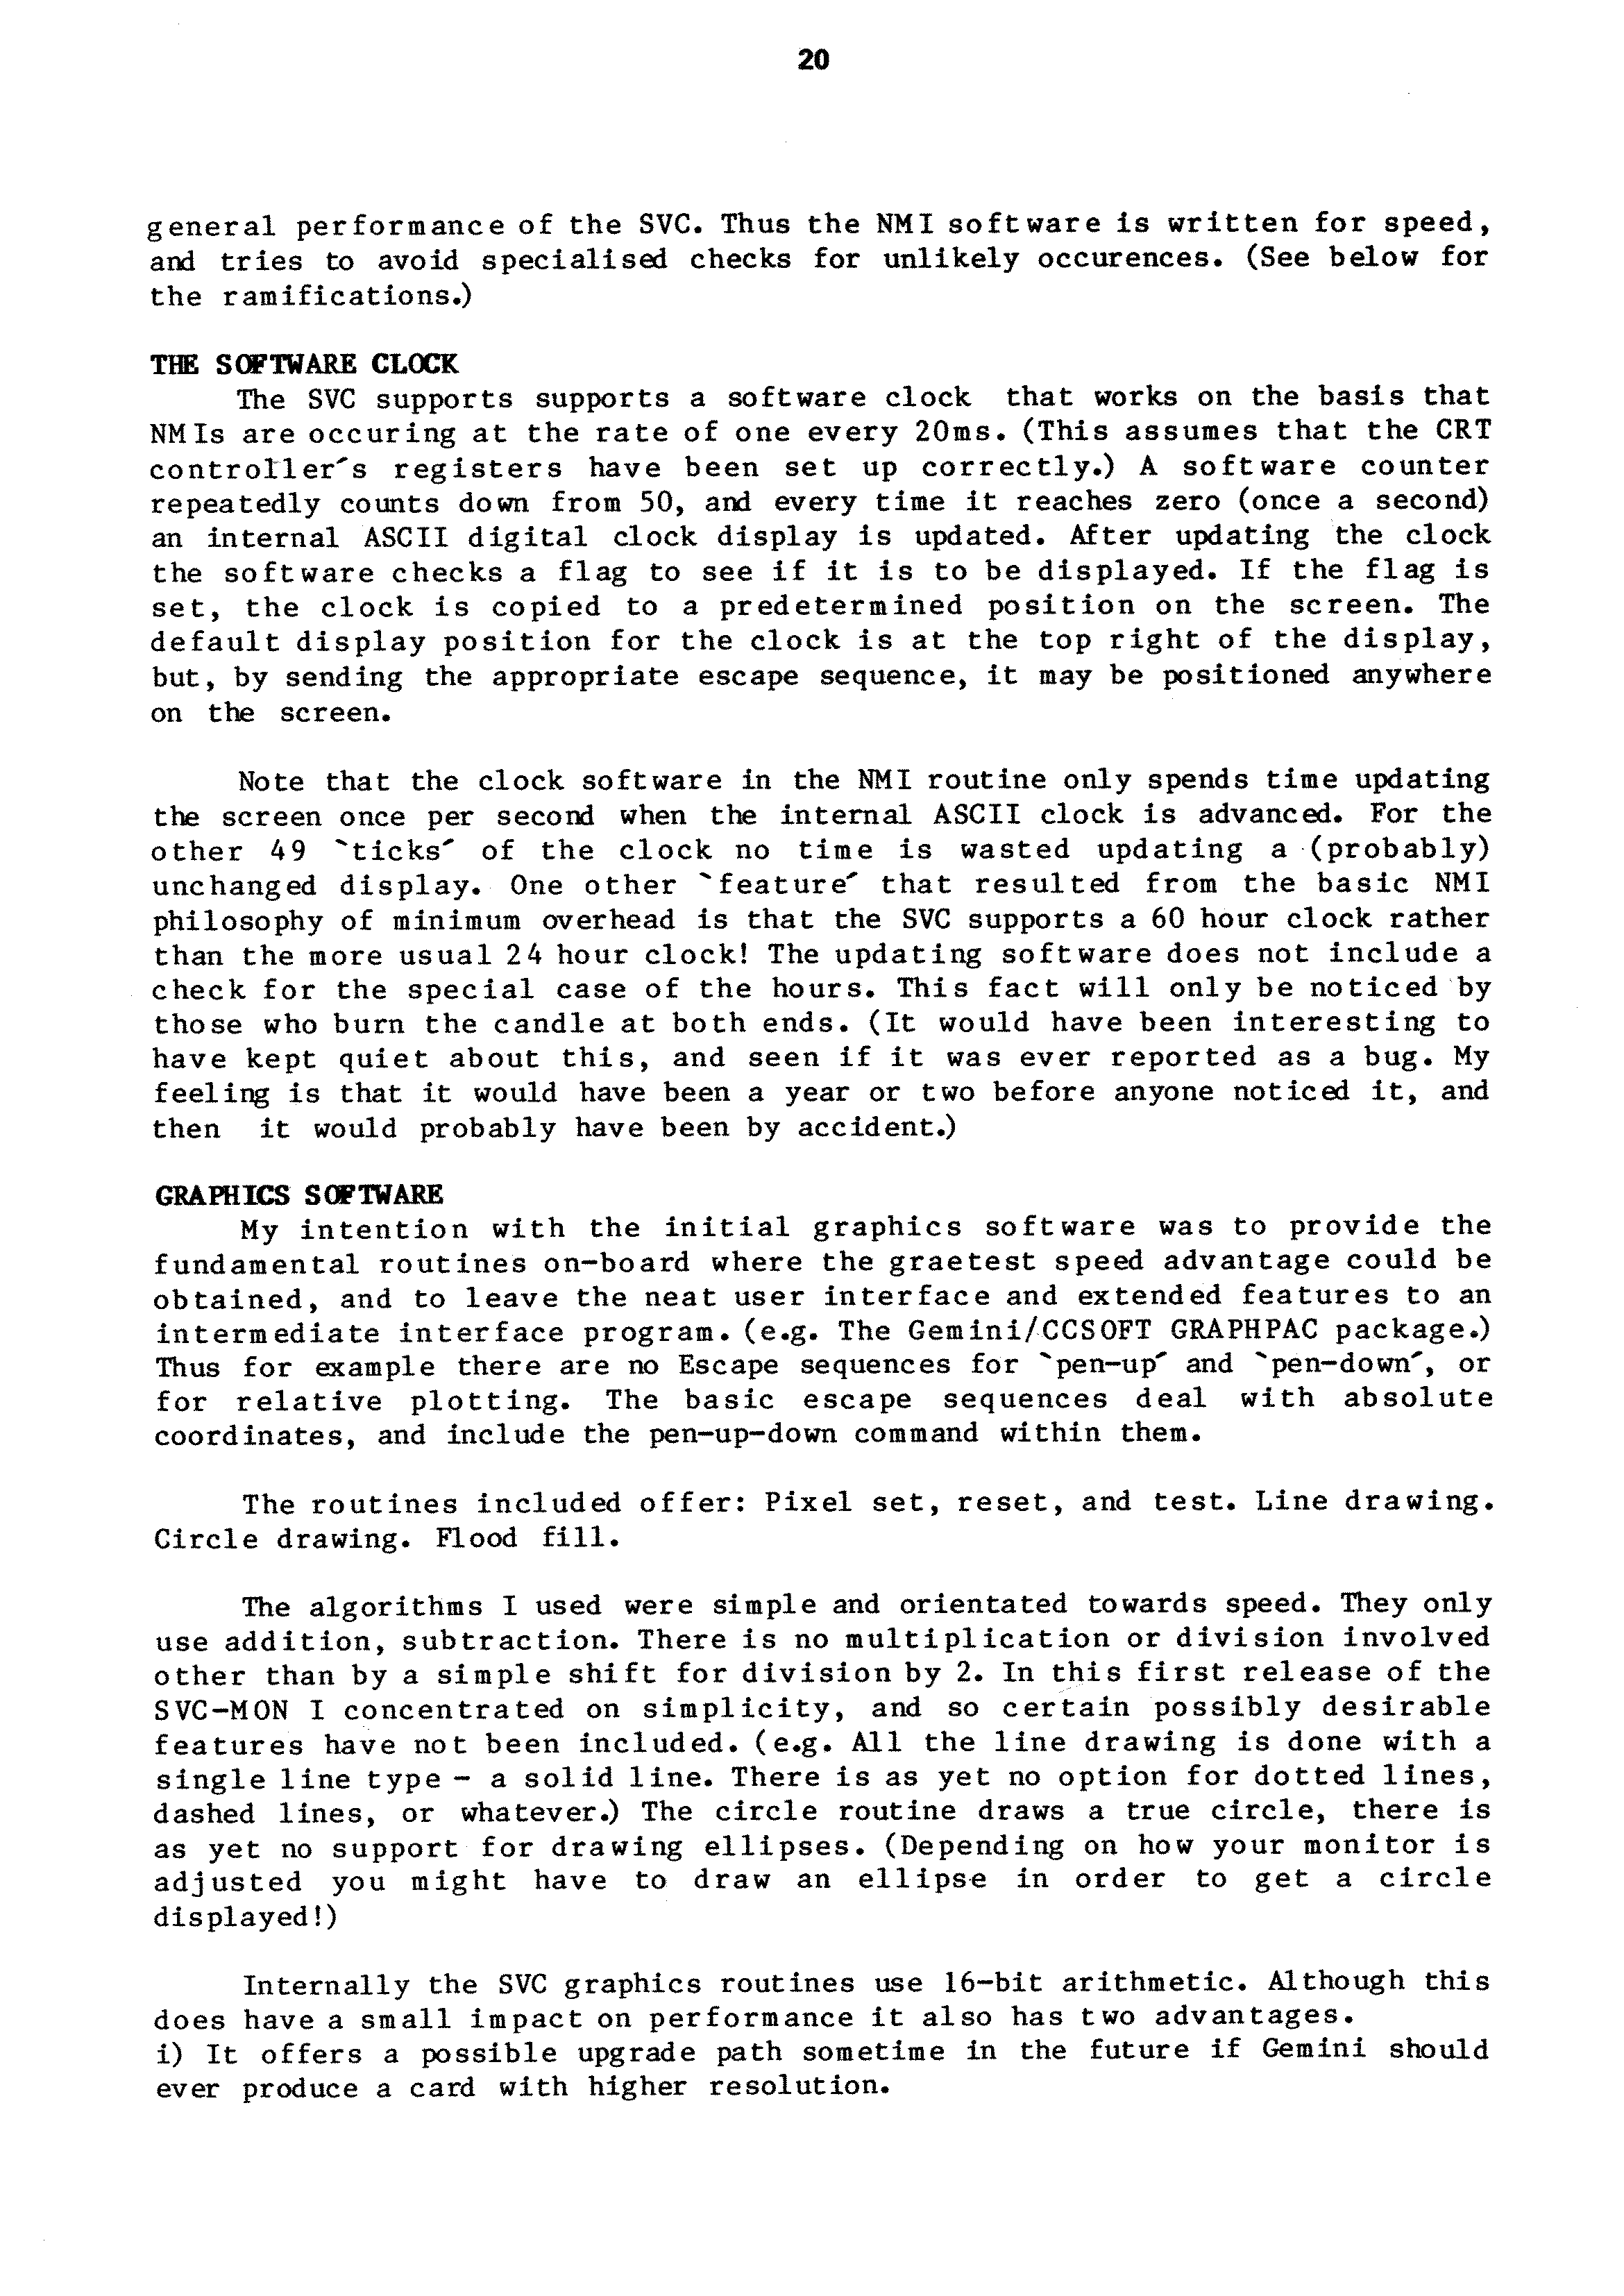 20
general performance of the SVC. Thus the NMI software is written for speed,
and tries to avoid specialised checks for unlikely occurences. (See below for
the ramifications.)
THE SOFTWARE CLOCK
The SVC supports supports a software clock that works on the basis that
NMIs are occuring at the rate of one every 20ms. (This assumes that the CRT
controller's registers have been set up correctly.) A software counter
repeatedly counts down from 50, and every time it reaches zero (once a second)
an internal ASCII digital clock display is updated. After updating the clock
the software checks a flag to see if it is to be displayed. If the flag is
set, the clock is copied to a predetermined position on the screen. The
default display position for the clock is at the top right of the display,
but, by sending the appropriate escape sequence, it may be positioned anywhere
on the screen.
Note that the clock software in the NMI routine only spends time updating
the screen once per second when the internal ASCII clock is advanced. For the
other 49 `ticks' of the clock no time is wasted updating a (probably)
unchanged display. One other `feature' that resulted from the basic NMI
philosophy of minimum overhead is that the SVC supports a 60 hour clock rather
than the more usual 24 hour clock! The updating software does not include a
check for the special case of the hours. This fact will only be noticed by
those who burn the candle at both ends. (It would have been interesting to
have kept quiet about this, and seen if it was ever reported as a bug. My
feeling is that it would have been a year or two before anyone noticed it, and
then it would probably have been by accident.)
GRAPHICS SOFTWARE
My intention with the initial graphics software was to provide the
fundamental routines on-board where the graetest speed advantage could be
obtained, and to leave the neat user interface and extended features to an
intermediate interface program. (e.g. The Gemini/CCSOFT GRAPHPAC package.)
Thus for example there are no Escape sequences for `pen-up' and `pen-down', or
for relative plotting. The basic escape sequences deal with absolute
coordinates, and include the pen-up-down command within them.
The routines included offer: Pixel set, reset, and test. Line drawing.
Circle drawing. Flood fill.
The algorithms I used were simple and orientated towards speed. They only
use addition, subtraction. There is no multiplication or division involved
other than by a simple shift for division by 2. In this first release of the
SVC-MON I concentrated on simplicity, and so certain possibly desirable
features have not been included. (e.g. All the line drawing is done with a
single line type - a solid line. There is as yet no option for dotted lines,
dashed lines, or whatever.) The circle routine draws a true circle, there is
as yet no support for drawing ellipses. (Depending on how your monitor is
adjusted you might have to draw an ellipse in order to get a circle
displayed!)
Internally the SVC graphics routines use 16-bit arithmetic. Although this
does have a small impact on performance it also has two advantages.
i) It offers a possible upgrade path sometime in the future if Gemini should
ever produce a card with higher resolution.